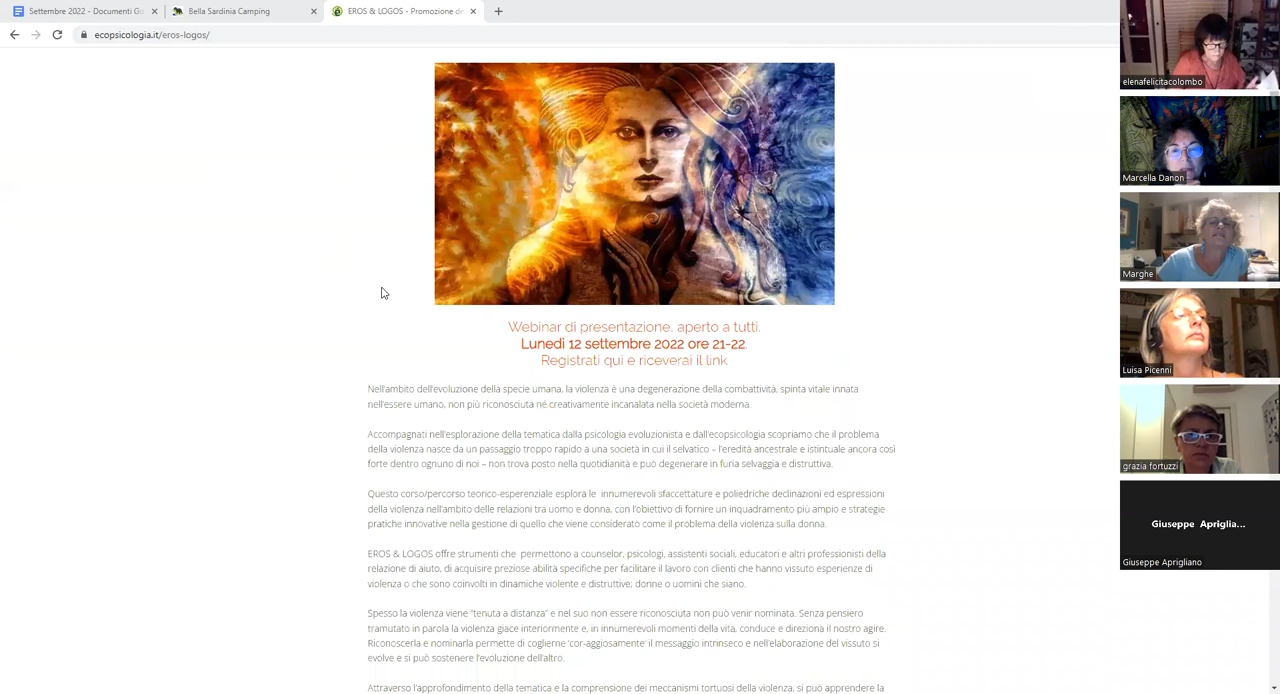 Settembre 2022 - Documenti Go
Bella Sardinia Camping
EROS & LOGOS - Promozione de
ecopsicologia.it/eros-logos/
Webinar di presentazione, aperto a tutti.
Lunedì 12 settembre 2022 ore 21-22.
Registrati qui e riceverai il link
Nell'ambito dell'evoluzione della specie umana, la violenza è una degenerazione della combattività, spinta vitale innata
nell'essere umano, non più riconosciuta né creativamente incanalata nella società moderna.
Accompagnati nell'esplorazione della tematica dalla psicologia evoluzionista e dall'ecopsicologia scopriamo che il problema
della violenza nasce da un passaggio troppo rapido a una società in cui il selvatico – l'eredità ancestrale e istintuale ancora così
forte dentro ognuno di noi – non trova posto nella quotidianità e può degenerare in furia selvaggia e distruttiva.
Questo corso/percorso teorico-esperenziale esplora le innumerevoli sfaccettature e poliedriche declinazioni ed espressioni
della violenza nell'ambito delle relazioni tra uomo e donna, con l'obiettivo di fornire un inquadramento più ampio e strategie
pratiche innovative nella gestione di quello che viene considerato come il problema della violenza sulla donna.
EROS & LOGOS offre strumenti che permettono a counselor, psicologi, assistenti sociali, educatori e altri professionisti della
relazione di aiuto, di acquisire preziose abilità specifiche per facilitare il lavoro con clienti che hanno vissuto esperienze di
violenza o che sono coinvolti in dinamiche violente e distruttive; donne o uomini che siano.
Spesso la violenza viene "tenuta a distanza" e nel suo non essere riconosciuta non può venir nominata. Senza pensiero
tramutato in parola la violenza giace interiormente e, in innumerevoli momenti della vita, conduce e direziona il nostro agire.
Riconoscerla e nominarla permette di coglierne 'cor-aggiosamente' il messaggio intrinseco e nell'elaborazione del vissuto si
evolve e si può sostenere l'evoluzione dell'altro.
Attraverso l'approfondimento della tematica e la comprensione dei meccanismi tortuosi della violenza, si può apprendere la
elenafelicitacolombo
Marcella Danon
Marghe
Luisa Picenni
grazia fortuzzi
Giuseppe Apriglia...
Giuseppe Aprigliano